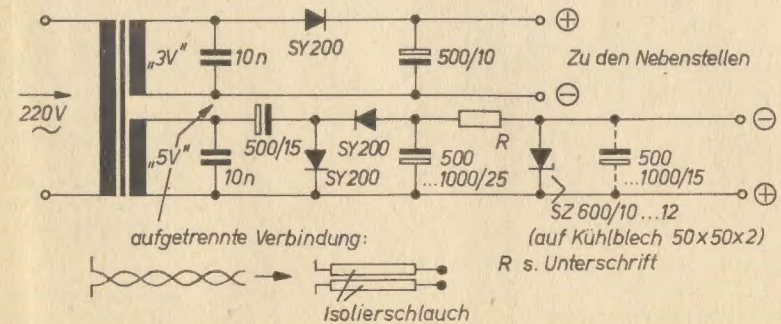 SY200
⊕
„3V"
10n
500/10
Zu den Nebenstellen
⊖
220V
~
⊖
500/15
SY200
R
„5V"
10n
SY200
500
...1000/25
500
...1000/15
SZ 600/10 ...12
⊕
aufgetrennte Verbindung:
(auf Kühlblech 50x50x2)
R s. Unterschrift
Isolierschlauch